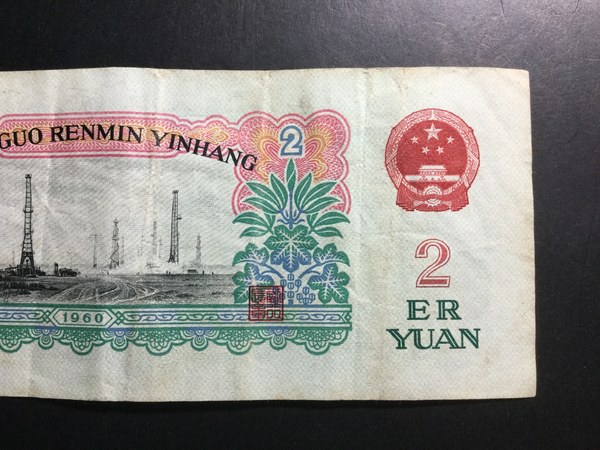 GUO RENMIN YINHANG
2
2
ER
YUAN
1960